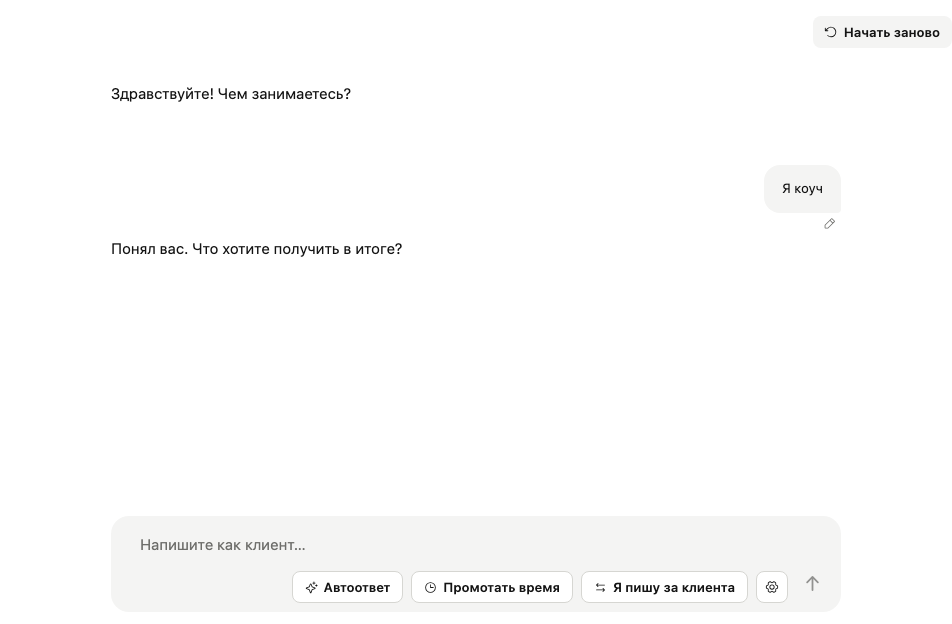 Начать заново
Здравствуйте! Чем занимаетесь?
Я коуч
Понял вас. Что хотите получить в итоге?
Напишите как клиент...
Автоответ
Промотать время
Я пишу за клиента